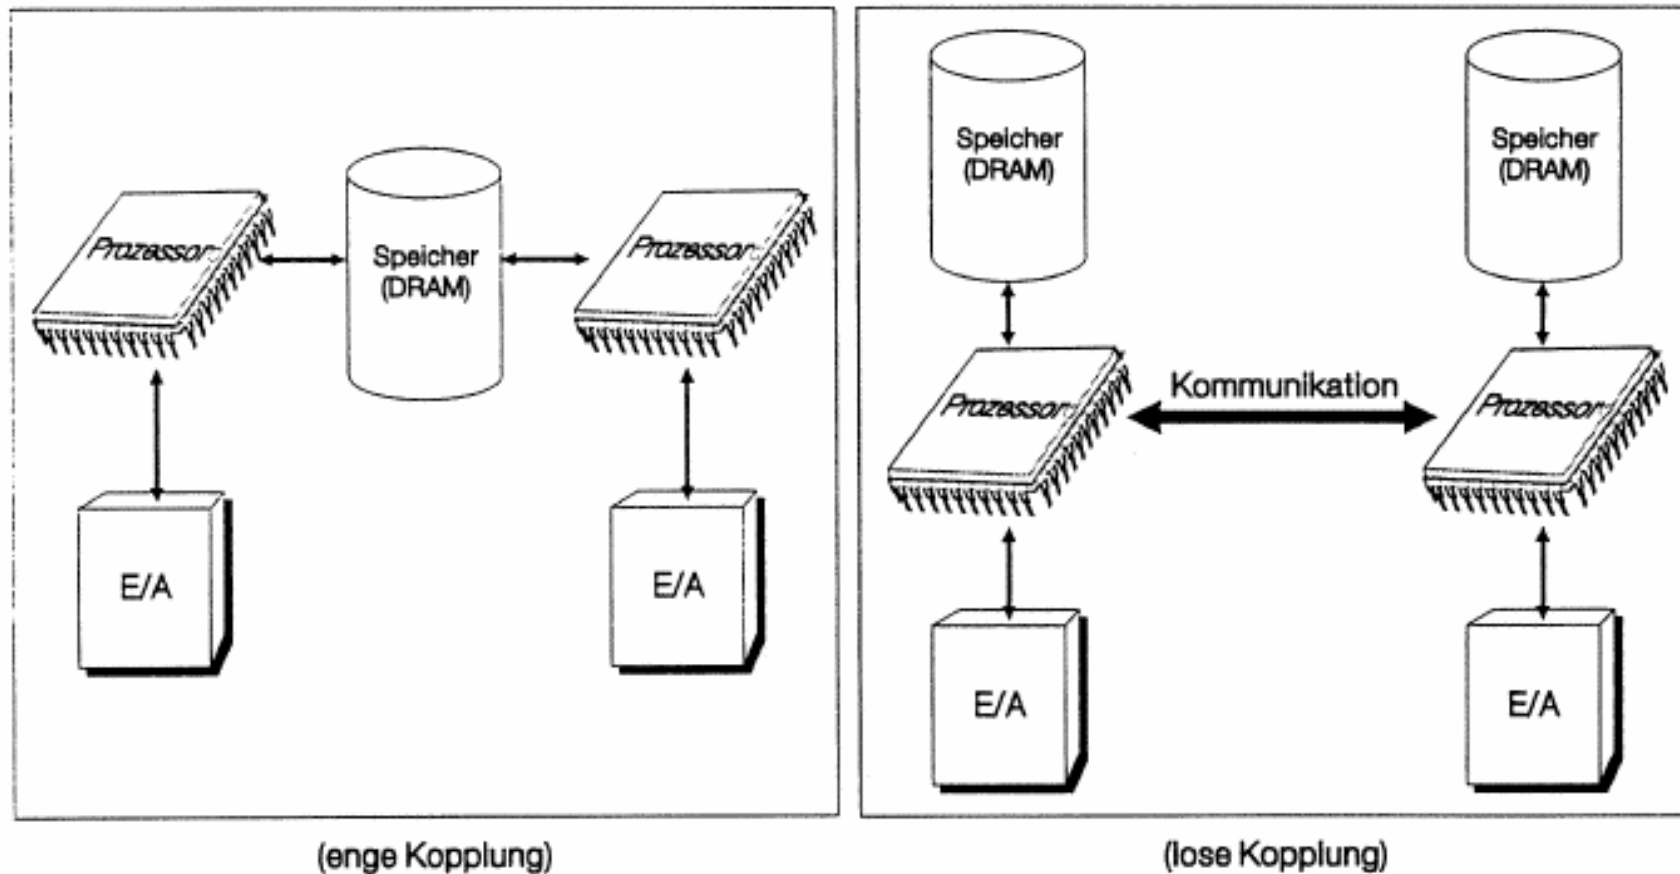 Prozessor
Speicher
(DRAM)
Prozessor
E/A
E/A
(enge Kopplung)
Speicher
(DRAM)
Speicher
(DRAM)
Prozessor
Kommunikation
Prozessor
E/A
E/A
(lose Kopplung)